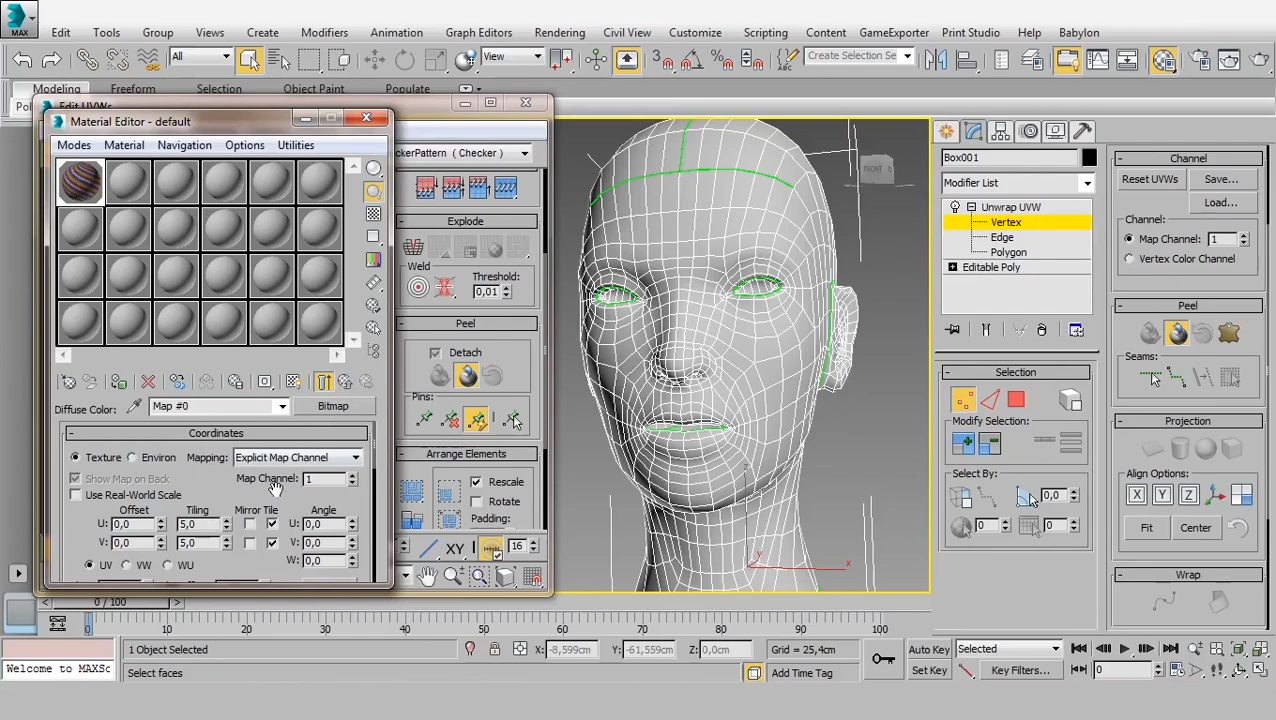 MAX
Edit Tools Group Views Create Modifiers Animation Graph Editors Rendering Civil View Customize Scripting Content GameExporter Print Studio Help Babylon
All View 3 Create Selection Se
Modeling Freeform Selection Object Paint Populate
Edit UVWs
Material Editor - default
Modes Material Navigation Options Utilities
ckerPattern ( Checker )
Explode
Weld
Threshold:
0,01
Peel
Detach
Pins:
Arrange Elements
Rescale
Rotate
Padding:
XY 16
Diffuse Color: Map #0 Bitmap
Coordinates
Texture Environ Mapping: Explicit Map Channel
Show Map on Back Map Channel: 1
Use Real-World Scale
Offset Tiling Mirror Tile Angle
U: 0,0 5,0 U: 0,0
V: 0,0 5,0 V: 0,0
W: 0,0
UV VW WU
FRONT
z
y
x
Box001
Modifier List
Unwrap UVW
Vertex
Edge
Polygon
Editable Poly
Selection
Modify Selection:
Select By:
0,0
0 0
Channel
Reset UVWs Save...
Load...
Channel:
Map Channel: 1
Vertex Color Channel
Peel
Seams:
Projection
Align Options:
X Y Z
Fit Center
Wrap
0 / 100
0 10 20 30 40 50 60 70 80 90 100
1 Object Selected X: -8,599cm Y: -61,559cm Z: 0,0cm Grid = 25,4cm Auto Key Selected
Welcome to MAXSc Select faces Add Time Tag Set Key Key Filters... 0